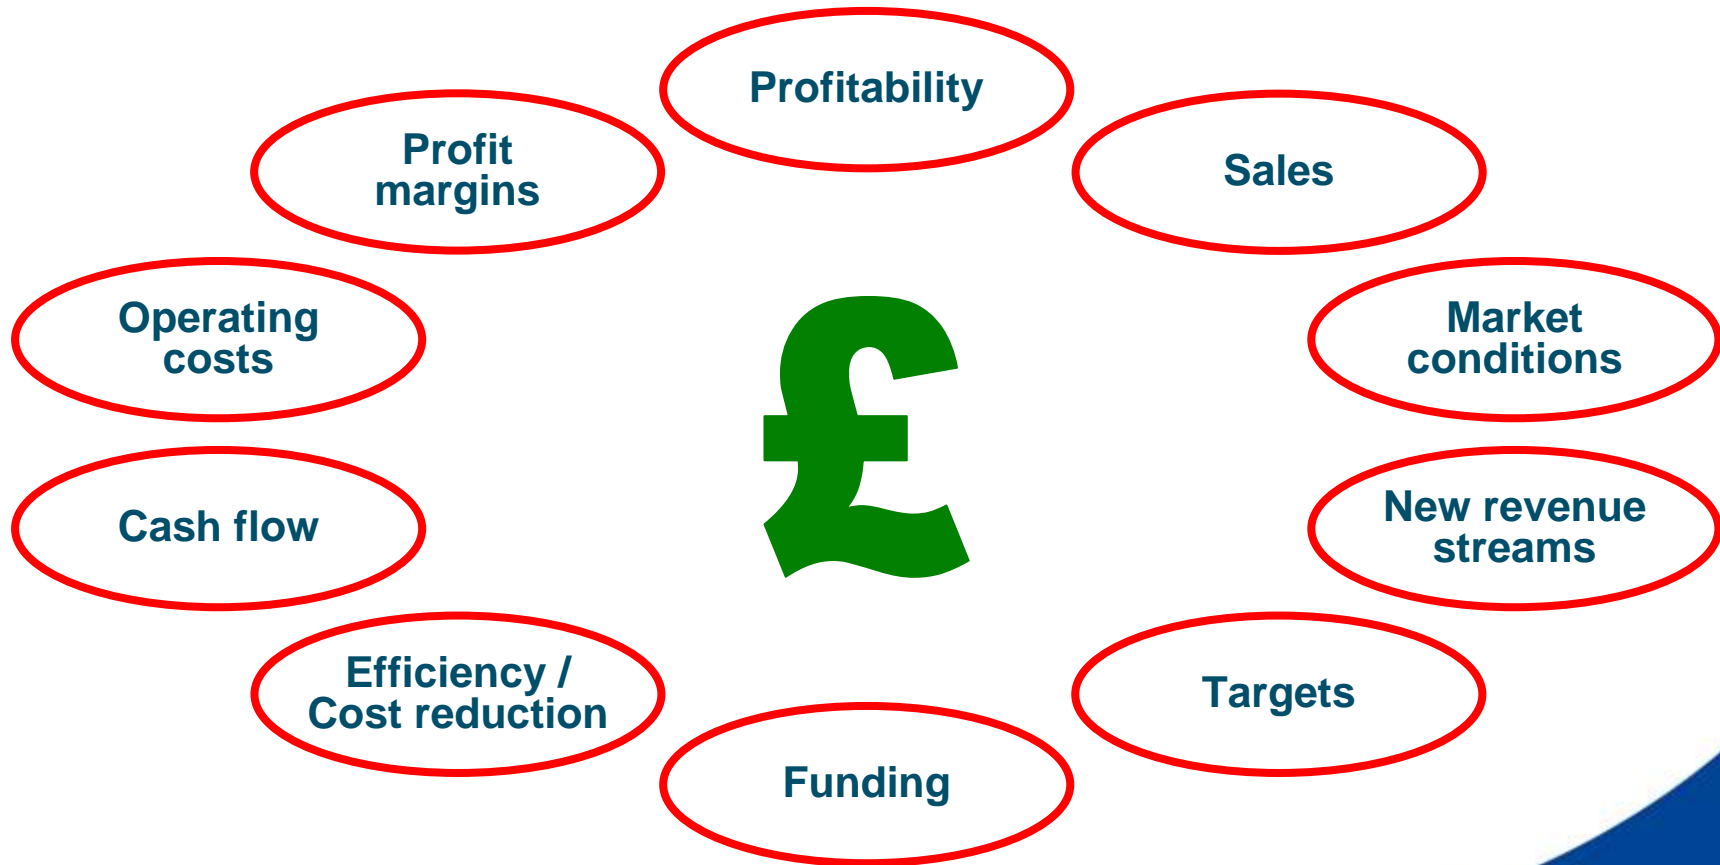 Profitability
Profit
margins
Sales
Operating
costs
£
Market
conditions
Cash flow
New revenue
streams
Efficiency /
Cost reduction
Targets
Funding